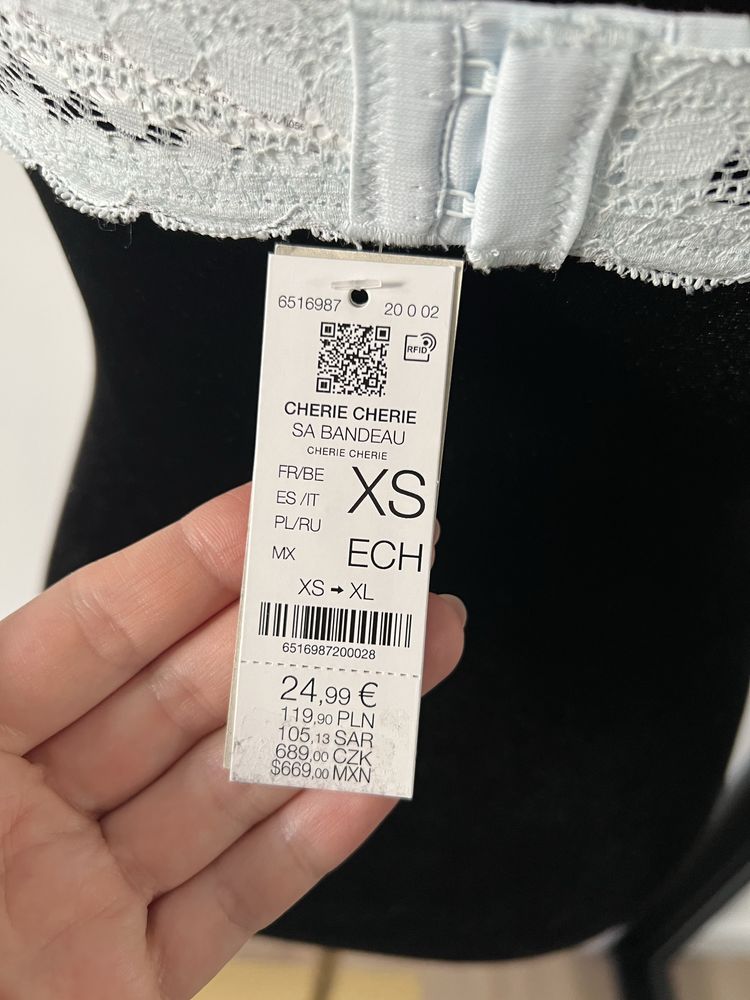 6516987 20 0 02
RFID
CHERIE CHERIE
SA BANDEAU
CHERIE CHERIE
FR/BE XS
ES /IT
PL/RU
MX ECH
XS → XL
6516987200028
24,99 €
119,90 PLN
105,13 SAR
689,00 CZK
$669,00 MXN